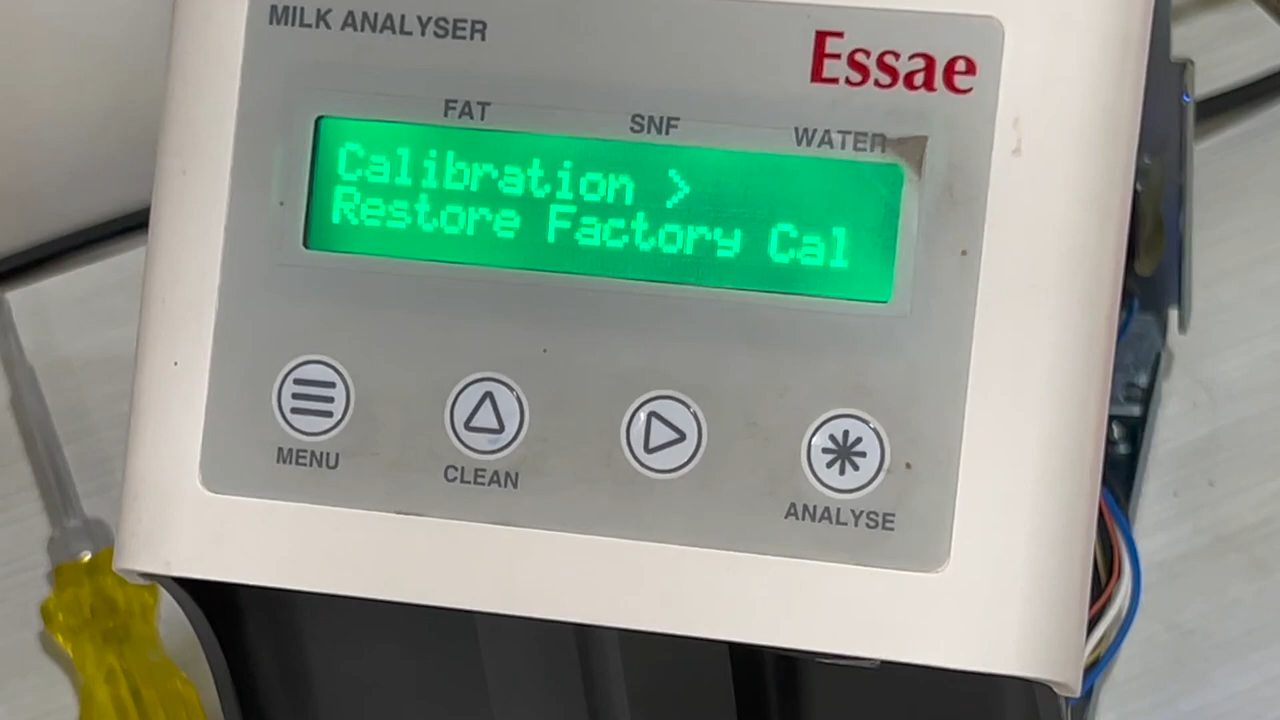 MILK ANALYSER
Essae
FAT SNF WATER
Calibration >
Restore Factory Cal
MENU
CLEAN
ANALYSE